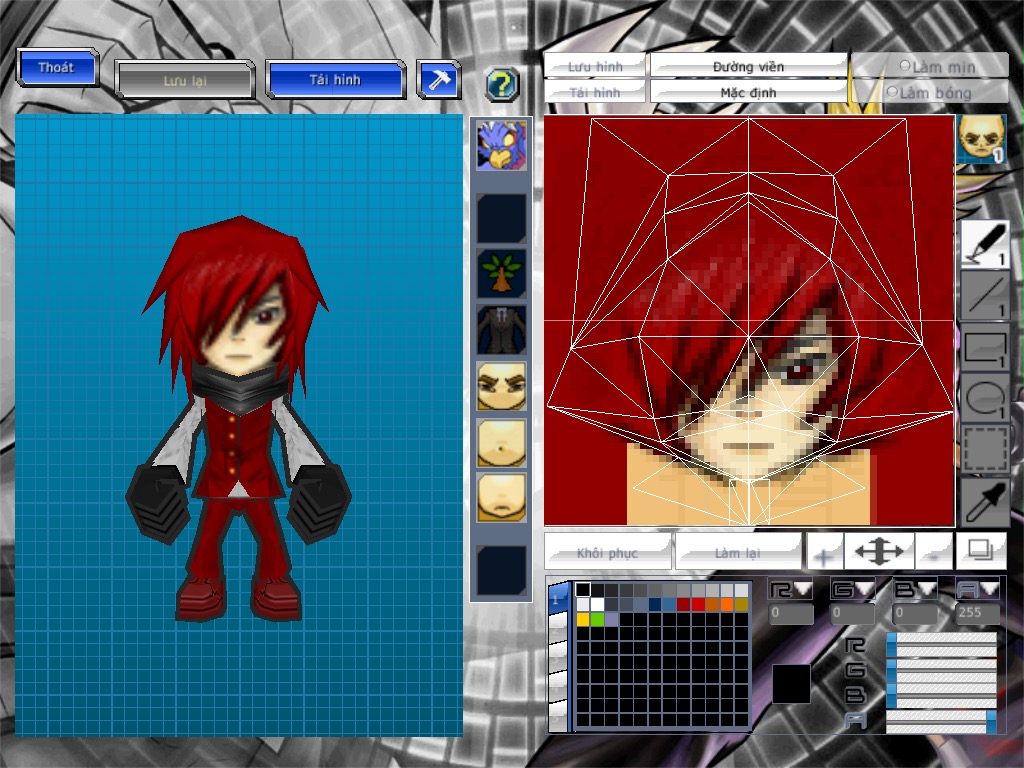 Thoát
Lưu lại
Tải hình
?
Lưu hình
Đường viền
Làm mịn
Tải hình
Mặc định
Làm bóng
1
1
1
1
1
Khôi phục
Làm lại
+
-
1
R
G
B
A
0
0
0
255
R
G
B
A